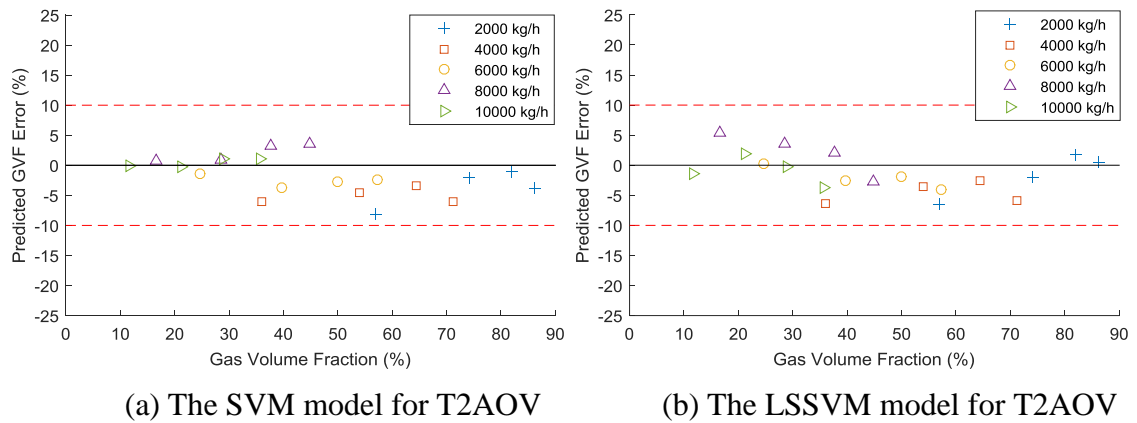 25
20
15
10
5
0
-5
-10
-15
-20
-25
Predicted GVF Error (%)
0 10 20 30 40 50 60 70 80 90
Gas Volume Fraction (%)
2000 kg/h
4000 kg/h
6000 kg/h
8000 kg/h
10000 kg/h
(a) The SVM model for T2AOV
25
20
15
10
5
0
-5
-10
-15
-20
-25
Predicted GVF Error (%)
0 10 20 30 40 50 60 70 80 90
Gas Volume Fraction (%)
2000 kg/h
4000 kg/h
6000 kg/h
8000 kg/h
10000 kg/h
(b) The LSSVM model for T2AOV